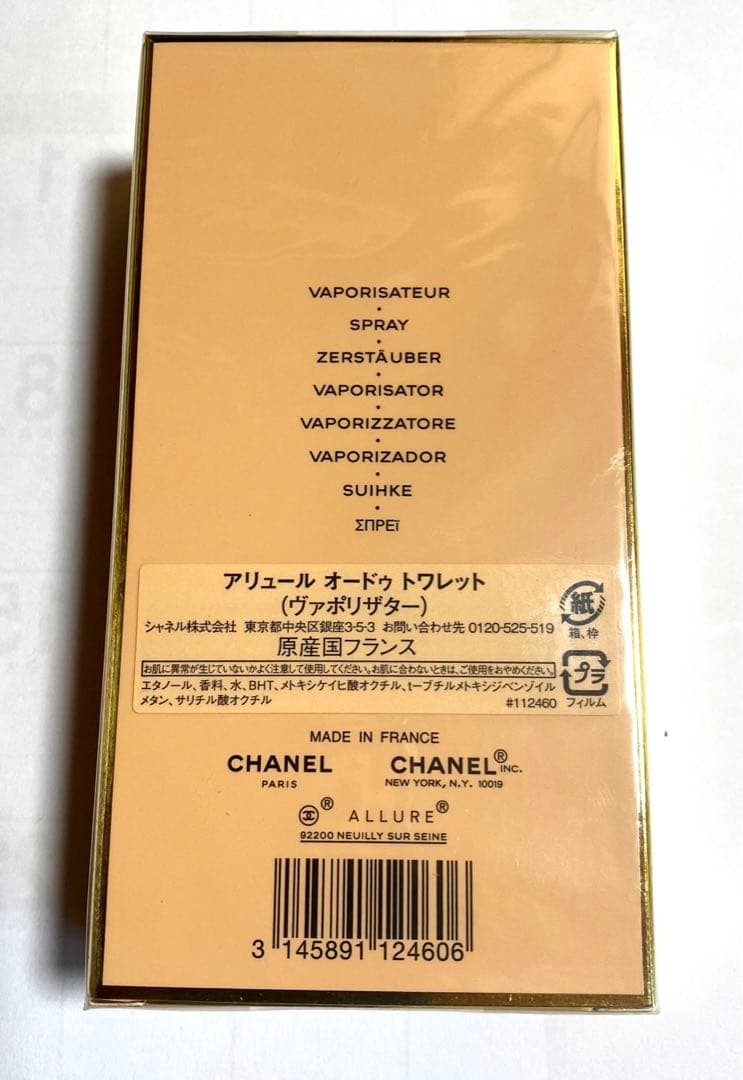 VAPORISATEUR
SPRAY
ZERSTÄUBER
VAPORISATOR
VAPORIZZATORE
VAPORIZADOR
SUIHKE
ΣΠΡΕϊ
アリュール オードゥ トワレット
(ヴァポリザター)
シャネル株式会社 東京都中央区銀座3-5-3 お問い合わせ先 0120-525-519
原産国フランス
お肌に異常が生じていないかよく注意して使用してください。お肌に合わないときは、ご使用をおやめください。
エタノール、香料、水、BHT、メトキシケイヒ酸オクチル、t-ブチルメトキシジベンゾイル
メタン、サリチル酸オクチル #112460
紙
箱、枠
プラ
フィルム
MADE IN FRANCE
CHANEL CHANEL® INC.
PARIS NEW YORK, N.Y. 10019
® ALLURE®
92200 NEUILLY SUR SEINE
3 145891 124606
1
8
5